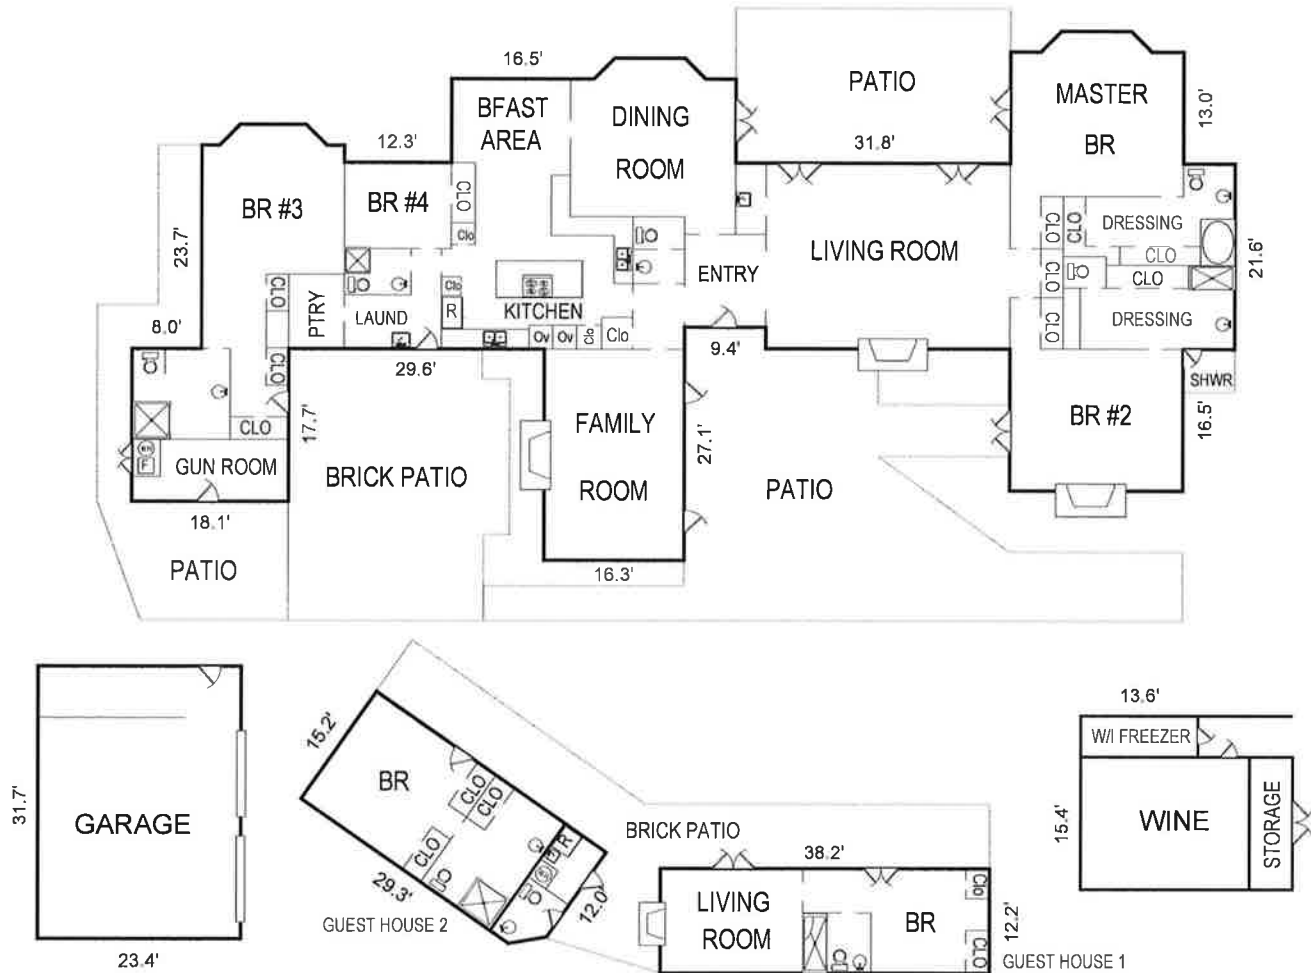 16.5'
BFAST
AREA
DINING
ROOM
PATIO
31.8'
MASTER
BR
13.0'
12.3'
BR #3
BR #4
CLO
Clo
23.7'
LIVING ROOM
CLO
CLO
DRESSING
CLO
CLO
CLO
DRESSING
CLO
21.6'
ENTRY
KITCHEN
Clo
R
Ov
Ov
Clo
Clo
CLO
PTRY
LAUND
CLO
8.0'
29.6'
9.4'
SHWR
CLO
17.7'
GUN ROOM
F
BRICK PATIO
FAMILY
ROOM
27.1'
PATIO
BR #2
16.5'
18.1'
PATIO
16.3'
31.7'
GARAGE
23.4'
15.2'
BR
CLO
CLO
CLO
R
29.3'
12.0'
GUEST HOUSE 2
BRICK PATIO
38.2'
LIVING
ROOM
BR
Clo
CLO
12.2'
GUEST HOUSE 1
13.6'
W/I FREEZER
15.4'
WINE
STORAGE